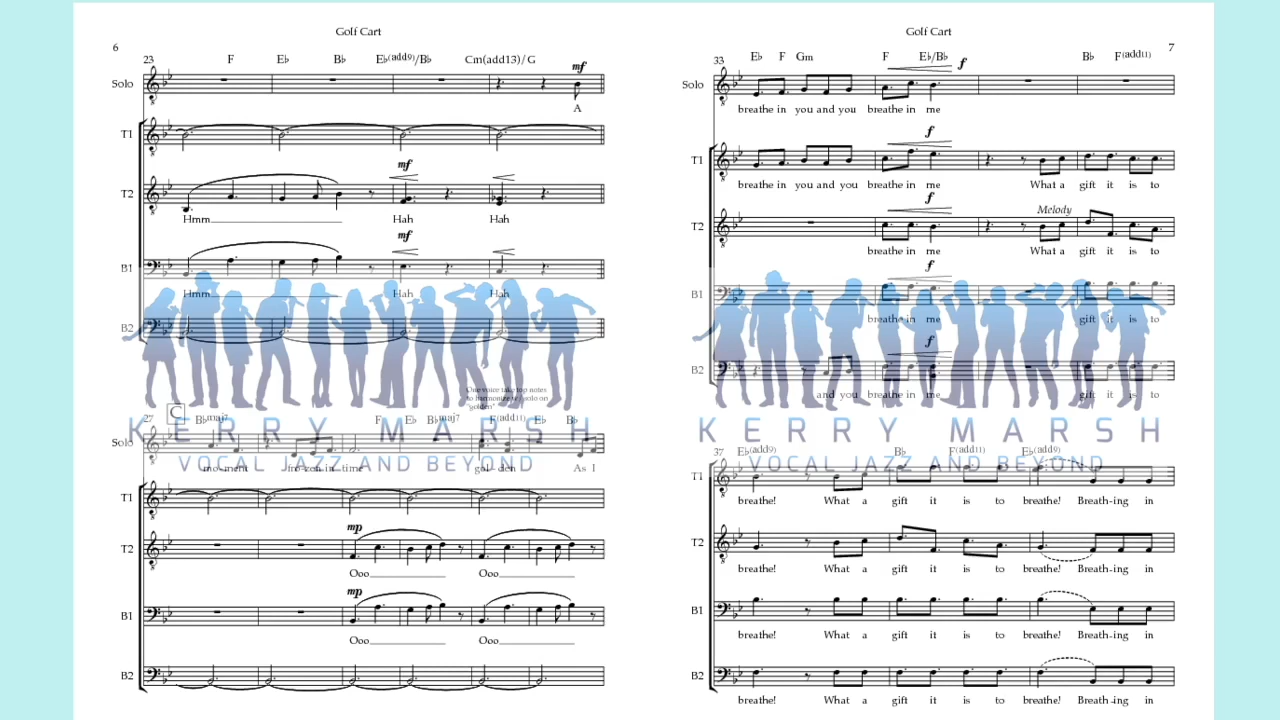 Golf Cart
6
23 F E♭ B♭ E♭(add9)/B♭ Cm(add13)/G
Solo mf
A
T1
mf
T2
Hmm Hah Hah
mf
B1
Hmm Hah Hah
B2
One voice take top notes
to harmonize w/solo on
"golden"
27 C B♭maj7 F E♭ B♭maj7 F(add11) E♭ B♭
Solo
mo-ment fro-zen in time gol-den As I
T1
mp
T2
Ooo Ooo
mp
B1
Ooo Ooo
B2
KERRY MARSH
VOCAL JAZZ AND BEYOND
Golf Cart
7
33 E♭ F Gm F E♭/B♭ f B♭ F(add11)
Solo
breathe in you and you breathe in me
f
T1
breathe in you and you breathe in me What a gift it is to
f
Melody
T2
breathe in me What a gift it is to
f
B1
breathe in me gift it is to
f
B2
and you breathe in me gift it is to
KERRY MARSH
VOCAL JAZZ AND BEYOND
37 E♭(add9) B♭ F(add11) E♭(add9)
T1
breathe! What a gift it is to breathe! Breath-ing in
T2
breathe! What a gift it is to breathe! Breath-ing in
B1
breathe! What a gift it is to breathe! Breath-ing in
B2
breathe! What a gift it is to breathe! Breath-ing in